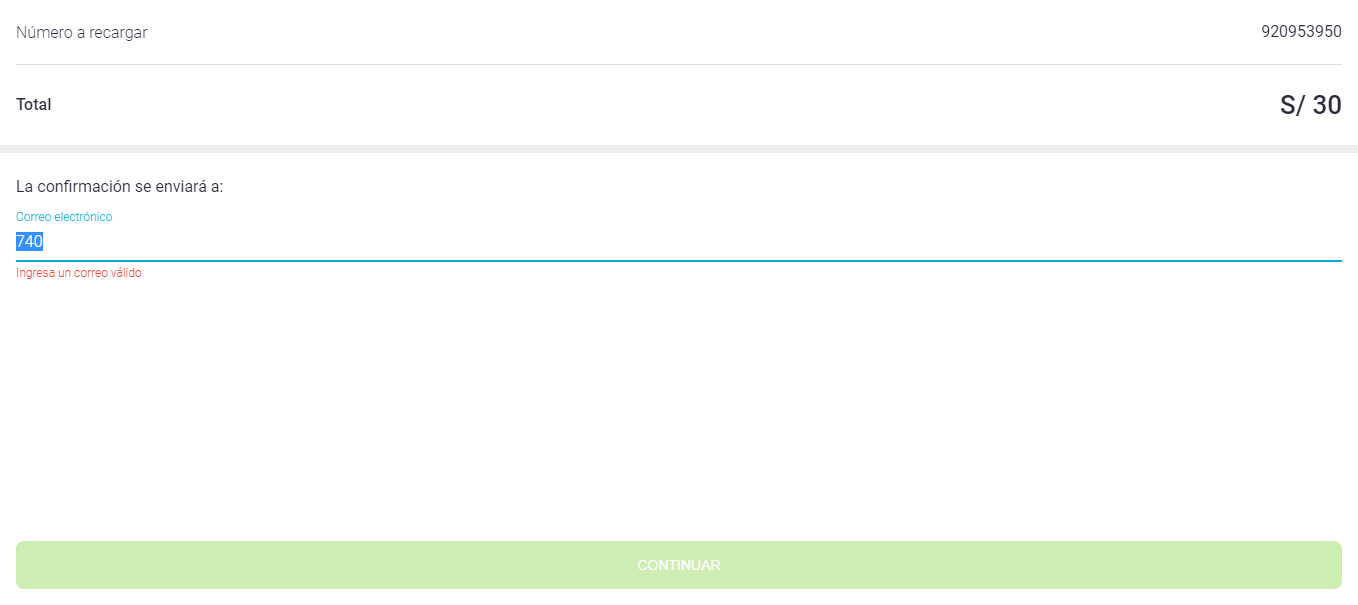 Número a recargar
920953950
Total
S/ 30
La confirmación se enviará a:
Correo electrónico
740
Ingresa un correo válido
CONTINUAR